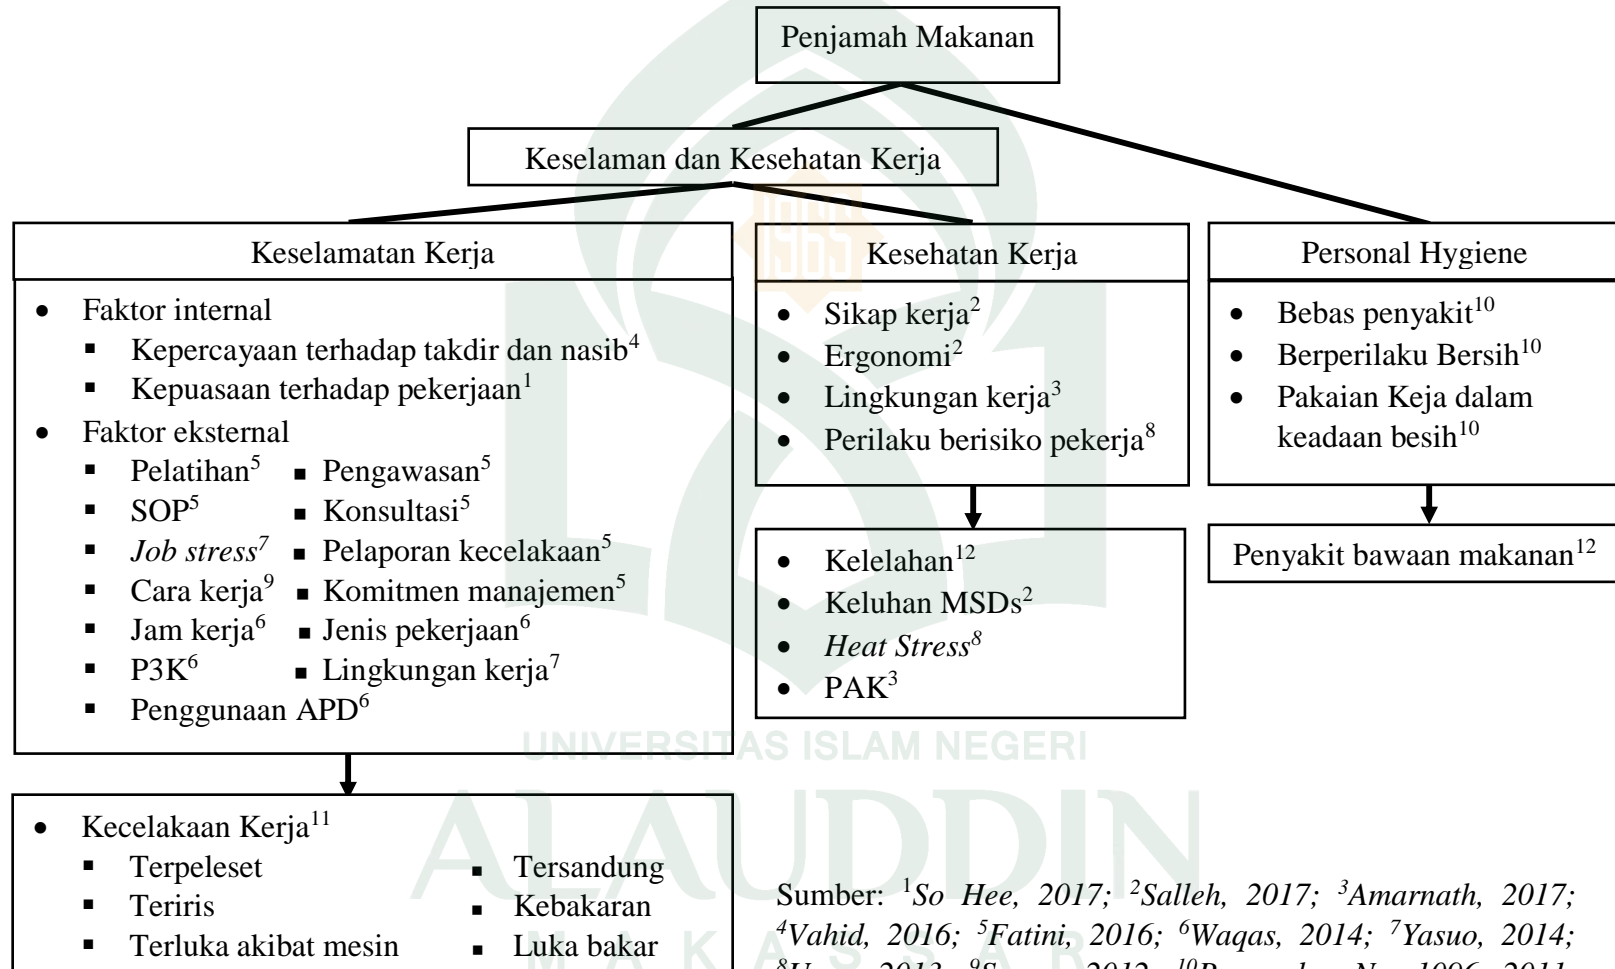 Penjamah Makanan
Keselaman dan Kesehatan Kerja
Keselamatan Kerja
• Faktor internal
▪ Kepercayaan terhadap takdir dan nasib⁴
▪ Kepuasaan terhadap pekerjaan¹
• Faktor eksternal
▪ Pelatihan⁵ ▪ Pengawasan⁵
▪ SOP⁵ ▪ Konsultasi⁵
▪ Job stress⁷ ▪ Pelaporan kecelakaan⁵
▪ Cara kerja⁹ ▪ Komitmen manajemen⁵
▪ Jam kerja⁶ ▪ Jenis pekerjaan⁶
▪ P3K⁶ ▪ Lingkungan kerja⁷
▪ Penggunaan APD⁶
Kesehatan Kerja
• Sikap kerja²
• Ergonomi²
• Lingkungan kerja³
• Perilaku berisiko pekerja⁸
Personal Hygiene
• Bebas penyakit¹⁰
• Berperilaku Bersih¹⁰
• Pakaian Keja dalam
keadaan besih¹⁰
• Kelelahan¹²
• Keluhan MSDs²
• Heat Stress⁸
• PAK³
Penyakit bawaan makanan¹²
• Kecelakaan Kerja¹¹
▪ Terpeleset ▪ Tersandung
▪ Teriris ▪ Kebakaran
▪ Terluka akibat mesin ▪ Luka bakar
Sumber: ¹So Hee, 2017; ²Salleh, 2017; ³Amarnath, 2017;
⁴Vahid, 2016; ⁵Fatini, 2016; ⁶Waqas, 2014; ⁷Yasuo, 2014;
1965
UNIVERSITAS ISLAM NEGERI
ALAUDDIN
MAKASSAR